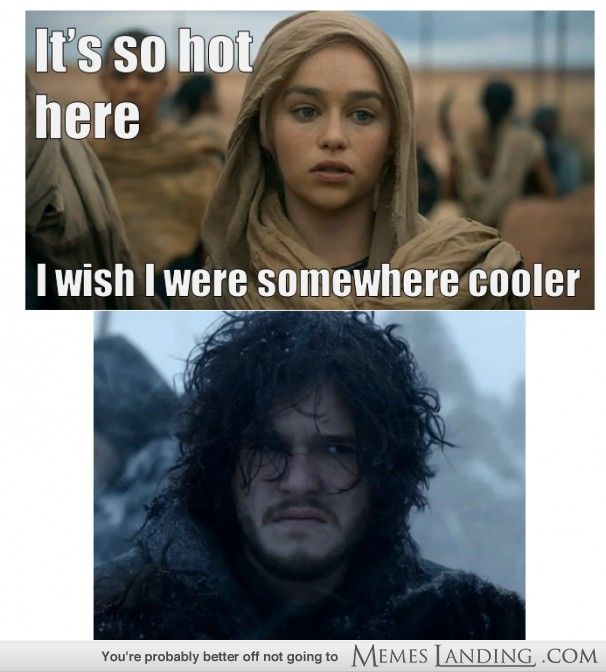 It's so hot
here
I wish I were somewhere cooler
You're probably better off not going to MEMES LANDING .COM